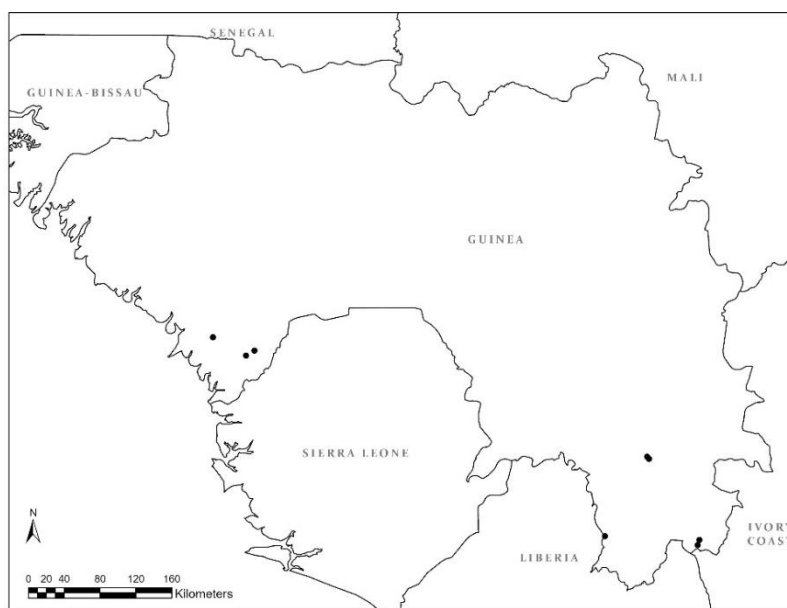 SENEGAL
GUINEA-BISSAU
MALI
GUINEA
SIERRA LEONE
IVORY
COAST
LIBERIA
N
0 20 40 80 120 160
Kilometers